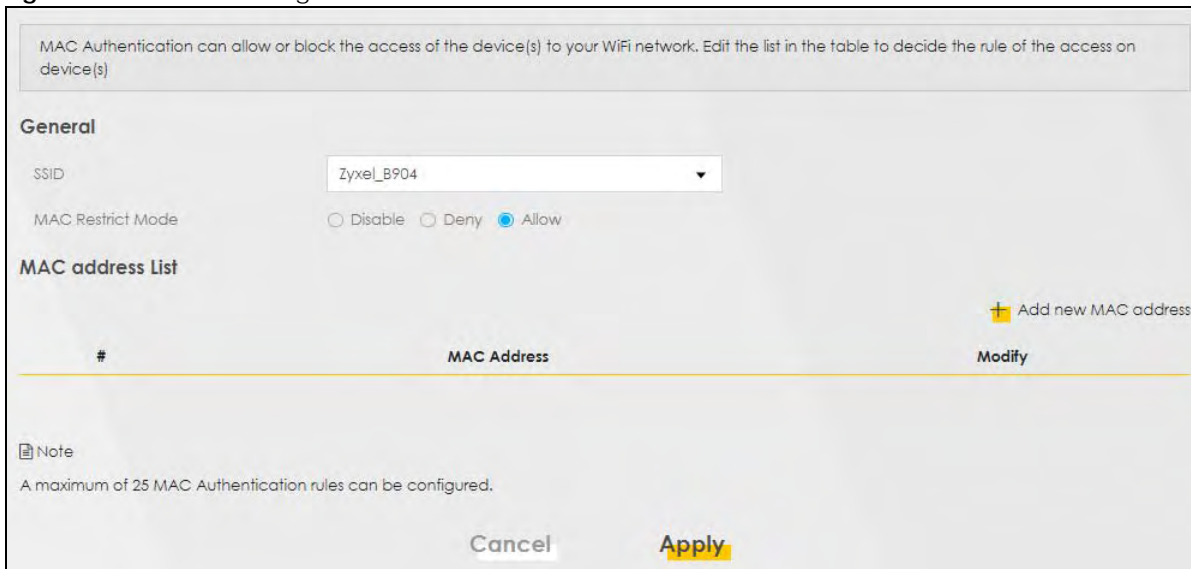 MAC Authentication can allow or block the access of the device(s) to your WiFi network. Edit the list in the table to decide the rule of the access on
device(s)
General
SSID Zyxel_B904
MAC Restrict Mode Disable Deny Allow
MAC address List
+ Add new MAC address
# MAC Address Modify
Note
A maximum of 25 MAC Authentication rules can be configured.
Cancel Apply